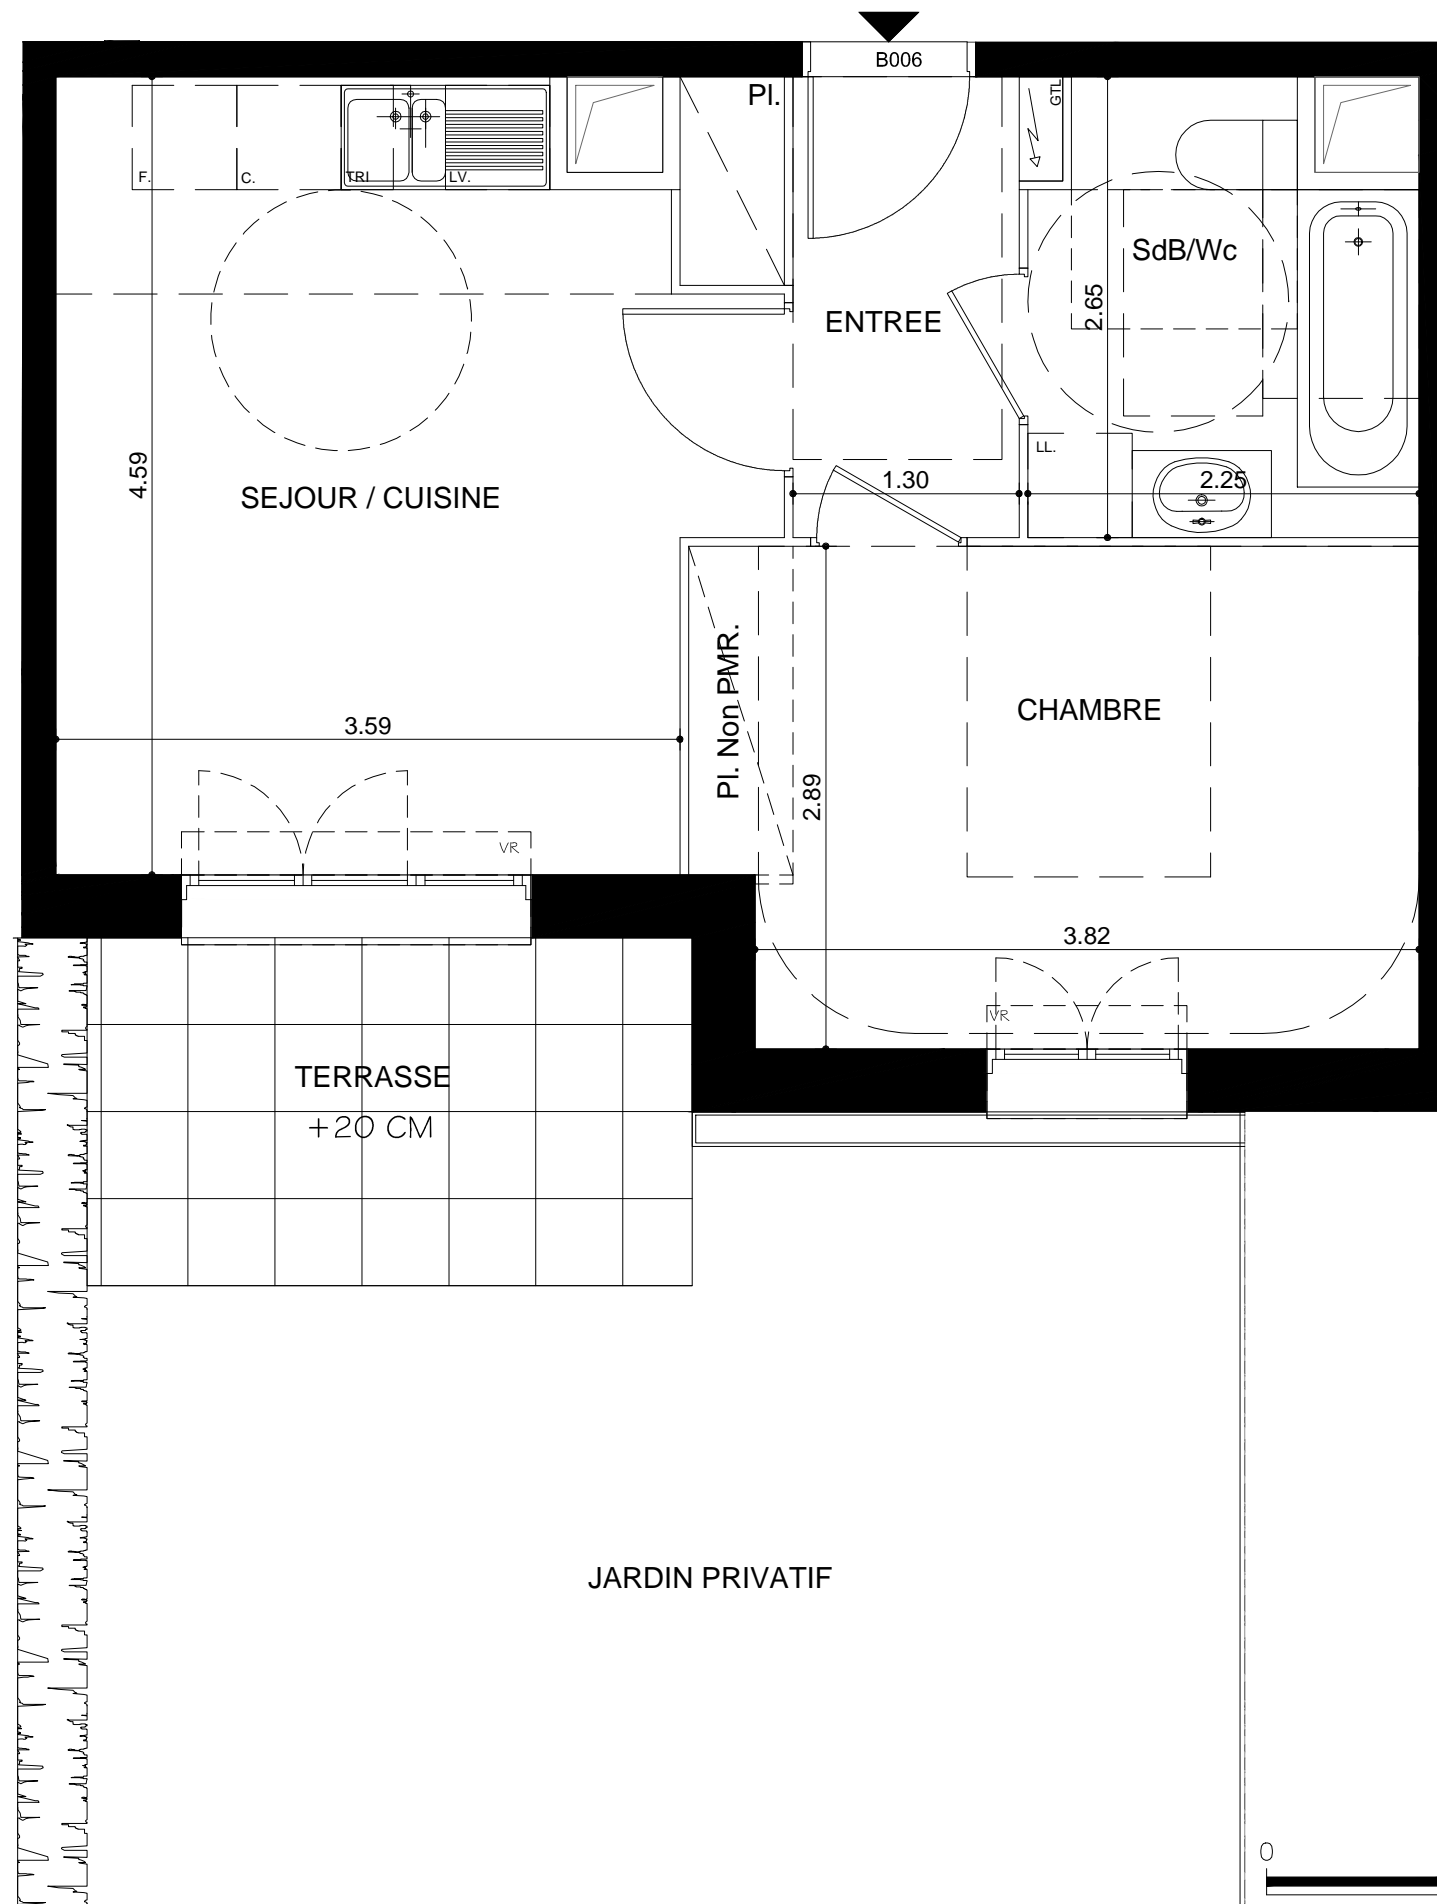 B006
Pl.
GTL
F.
C.
TRI
LV.
SdB/Wc
2.65
ENTREE
LL.
4.59
SEJOUR / CUISINE
1.30
2.25
Pl. Non PMR.
CHAMBRE
3.59
2.89
VR
3.82
VR
TERRASSE
+20 CM
JARDIN PRIVATIF
0